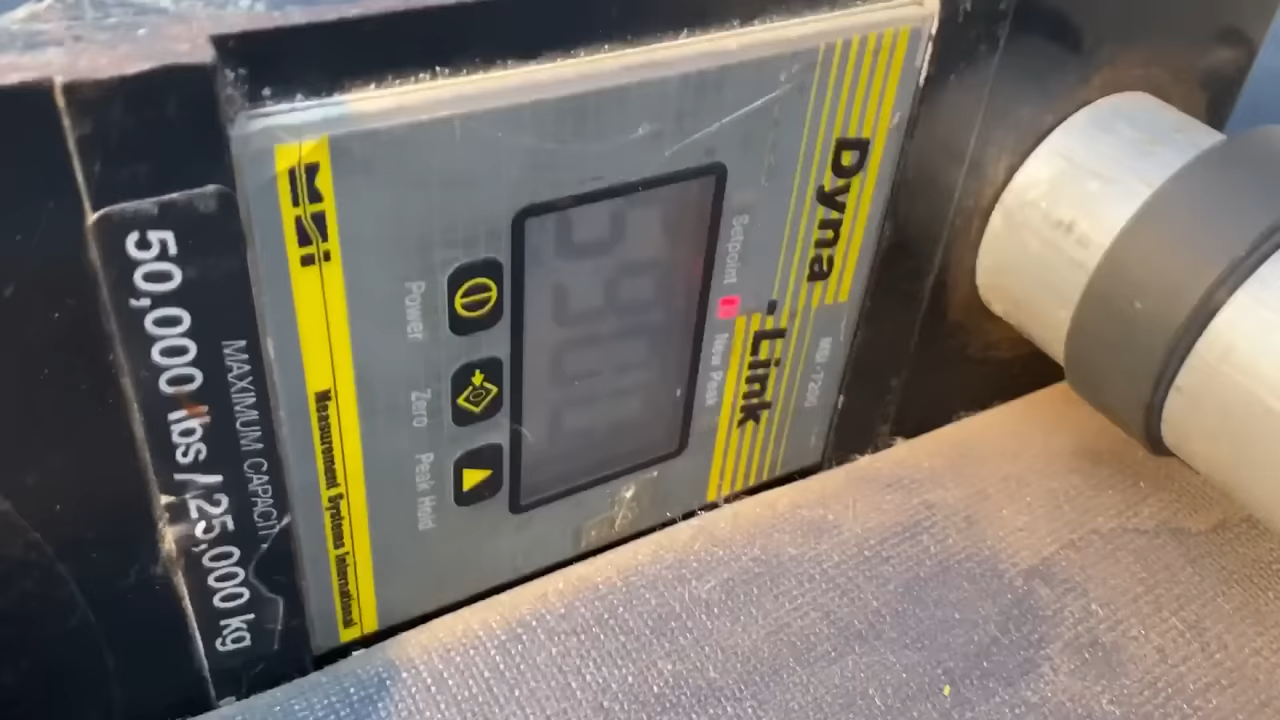 Dyna-Link
MSI-7200
Setpoint
New Peak
5900
Power
Zero
Peak Hold
MSI
Measurement Systems International
MAXIMUM CAPACITY
50,000 lbs / 25,000 kg